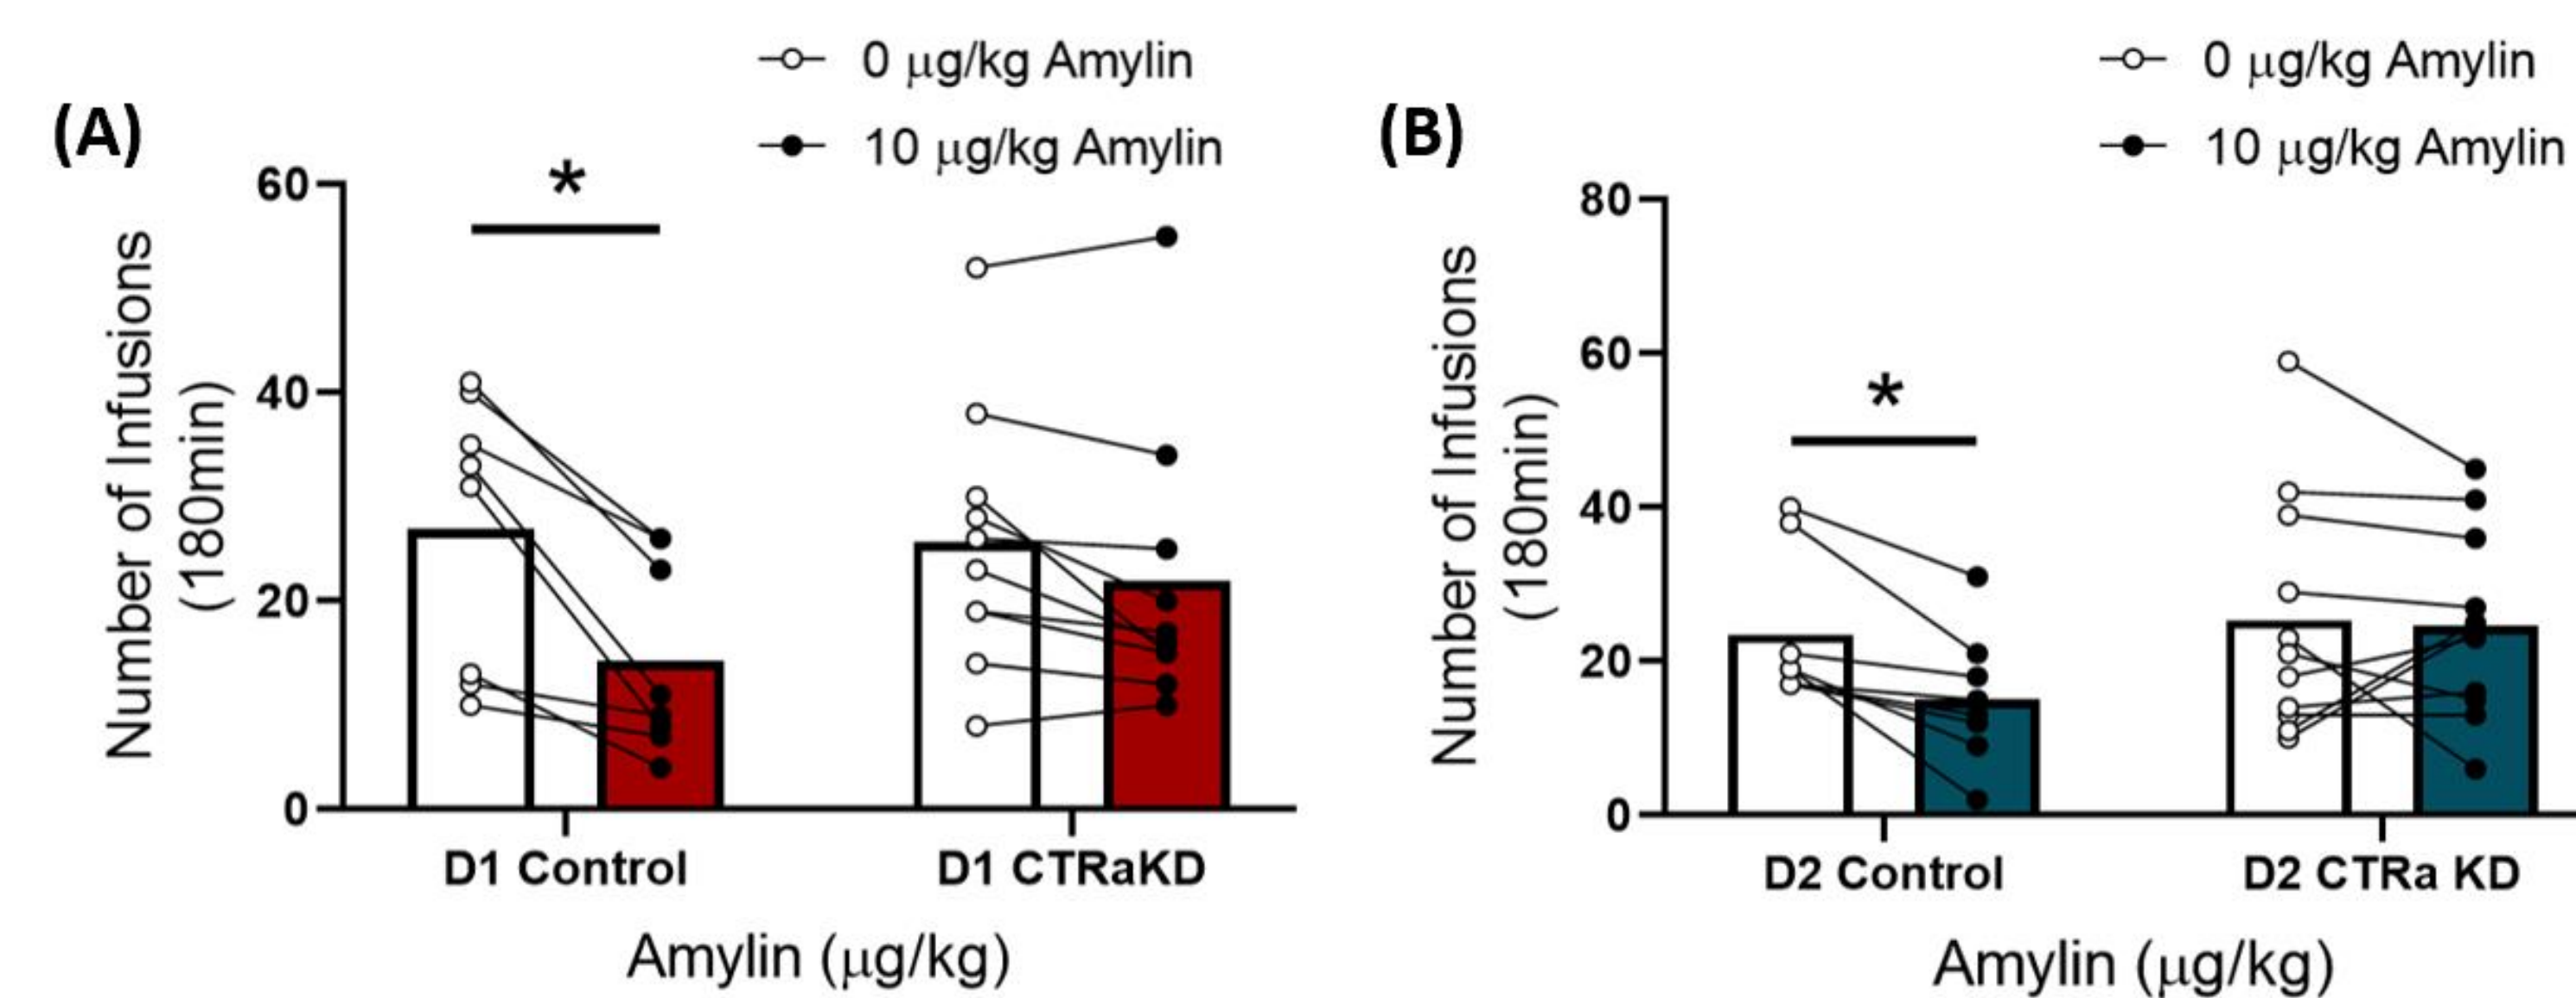 (A)
0 μg/kg Amylin
10 μg/kg Amylin
*
60
40
20
0
Number of Infusions
(180min)
D1 Control
D1 CTRaKD
Amylin (μg/kg)
(B)
0 μg/kg Amylin
10 μg/kg Amylin
*
80
60
40
20
0
Number of Infusions
(180min)
D2 Control
D2 CTRa KD
Amylin (μg/kg)